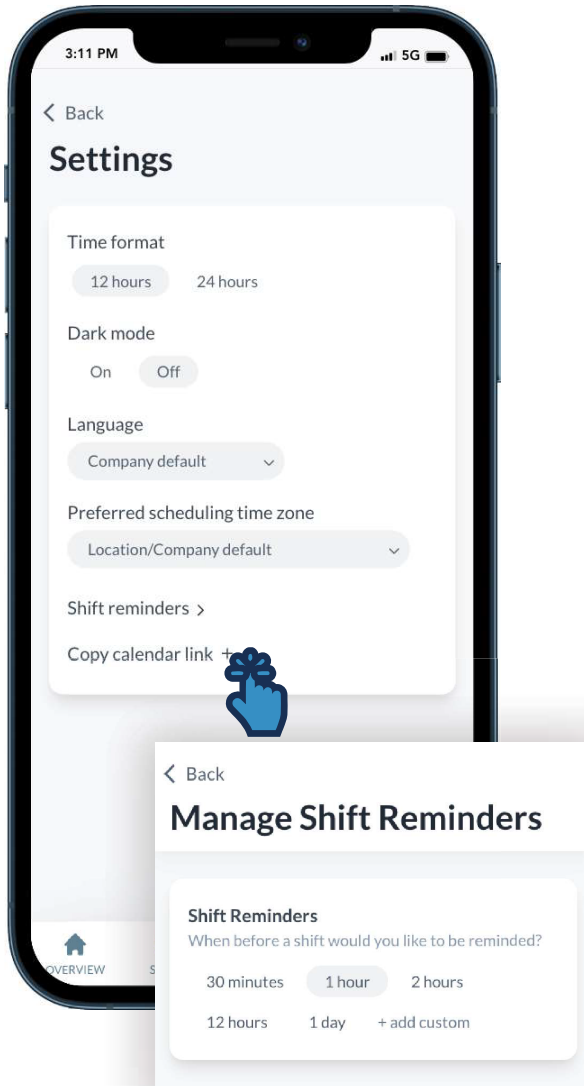 3:11 PM
5G
Back
Settings
Time format
12 hours 24 hours
Dark mode
On Off
Language
Company default
Preferred scheduling time zone
Location/Company default
Shift reminders >
Copy calendar link +
OVERVIEW S
Back
Manage Shift Reminders
Shift Reminders
When before a shift would you like to be reminded?
30 minutes 1 hour 2 hours
12 hours 1 day + add custom